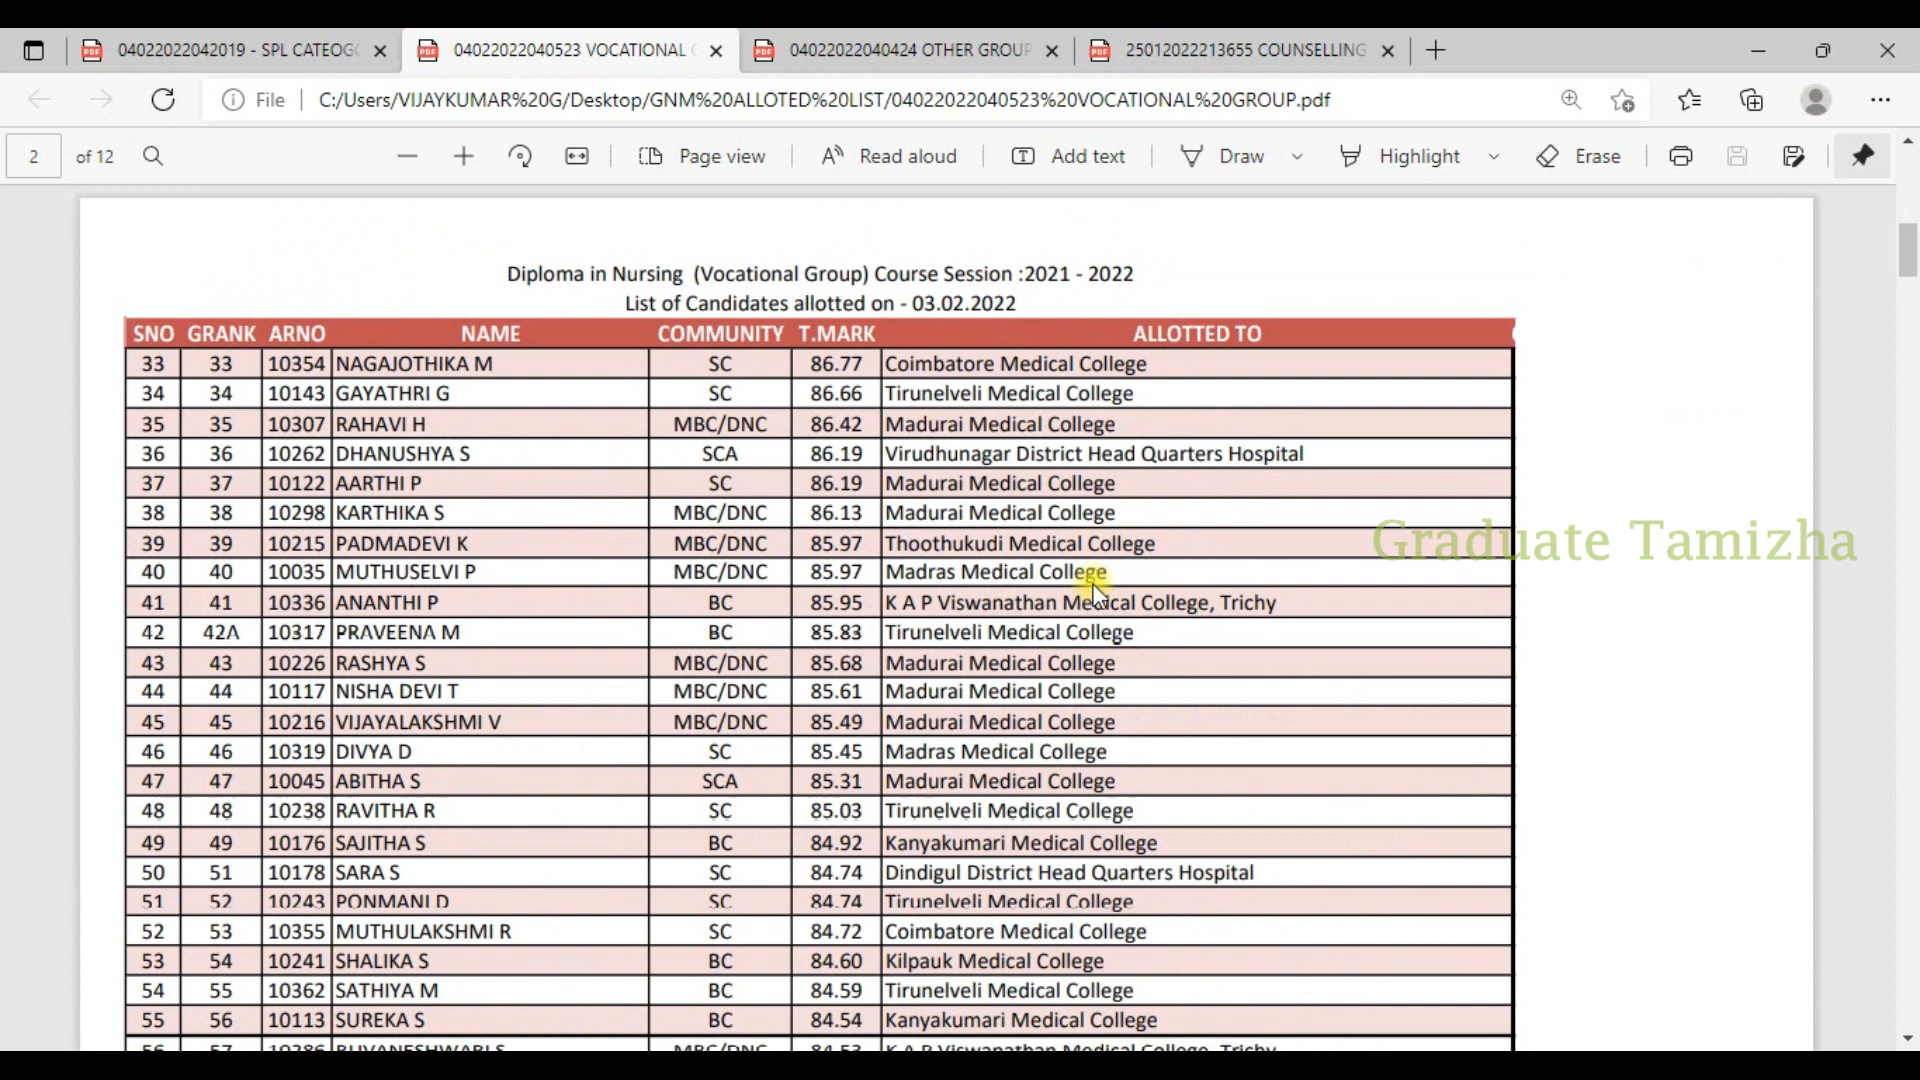 04022022042019 - SPL CATEOG
04022022040523 VOCATIONAL
04022022040424 OTHER GROUP
25012022213655 COUNSELLING
File C:/Users/VIJAYKUMAR%20G/Desktop/GNM%20ALLOTED%20LIST/04022022040523%20VOCATIONAL%20GROUP.pdf
2 of 12 Page view Read aloud Add text Draw Highlight Erase
Diploma in Nursing (Vocational Group) Course Session :2021 - 2022
List of Candidates allotted on - 03.02.2022
SNO GRANK ARNO NAME COMMUNITY T.MARK ALLOTTED TO
33 33 10354 NAGAJOTHIKA M SC 86.77 Coimbatore Medical College
34 34 10143 GAYATHRI G SC 86.66 Tirunelveli Medical College
35 35 10307 RAHAVI H MBC/DNC 86.42 Madurai Medical College
36 36 10262 DHANUSHYA S SCA 86.19 Virudhunagar District Head Quarters Hospital
37 37 10122 AARTHI P SC 86.19 Madurai Medical College
38 38 10298 KARTHIKA S MBC/DNC 86.13 Madurai Medical College
39 39 10215 PADMADEVI K MBC/DNC 85.97 Thoothukudi Medical College
Graduate Tamizha
40 40 10035 MUTHUSELVI P MBC/DNC 85.97 Madras Medical College
41 41 10336 ANANTHI P BC 85.95 K A P Viswanathan Medical College, Trichy
42 42A 10317 PRAVEENA M BC 85.83 Tirunelveli Medical College
43 43 10226 RASHYA S MBC/DNC 85.68 Madurai Medical College
44 44 10117 NISHA DEVI T MBC/DNC 85.61 Madurai Medical College
45 45 10216 VIJAYALAKSHMI V MBC/DNC 85.49 Madurai Medical College
46 46 10319 DIVYA D SC 85.45 Madras Medical College
47 47 10045 ABITHA S SCA 85.31 Madurai Medical College
48 48 10238 RAVITHA R SC 85.03 Tirunelveli Medical College
49 49 10176 SAJITHA S BC 84.92 Kanyakumari Medical College
50 51 10178 SARA S SC 84.74 Dindigul District Head Quarters Hospital
51 52 10243 PONMANI D SC 84.74 Tirunelveli Medical College
52 53 10355 MUTHULAKSHMI R SC 84.72 Coimbatore Medical College
53 54 10241 SHALIKA S BC 84.60 Kilpauk Medical College
54 55 10362 SATHIYA M BC 84.59 Tirunelveli Medical College
55 56 10113 SUREKA S BC 84.54 Kanyakumari Medical College
56 57 10286 BUVANESHWARI S MBC/DNC 84.53 K A P Viswanathan Medical College, Trichy